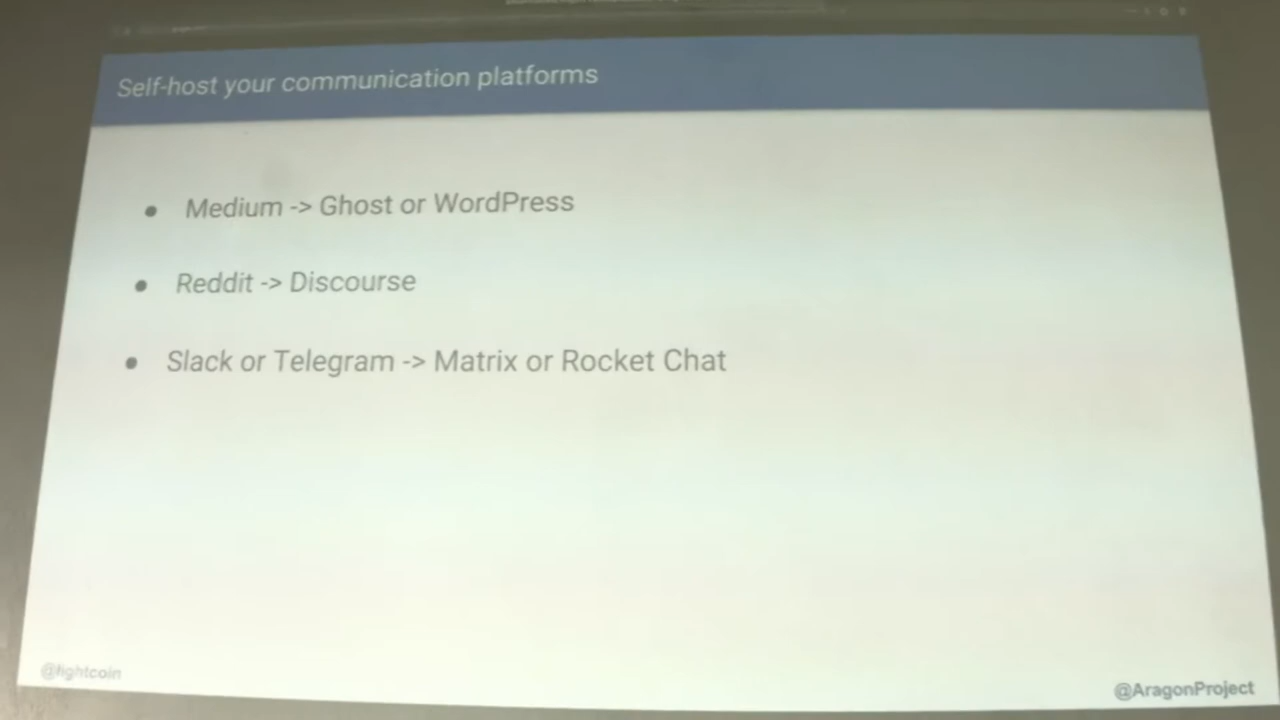 Self-host your communication platforms
● Medium -> Ghost or WordPress
● Reddit -> Discourse
● Slack or Telegram -> Matrix or Rocket Chat
@lightcoin
@AragonProject